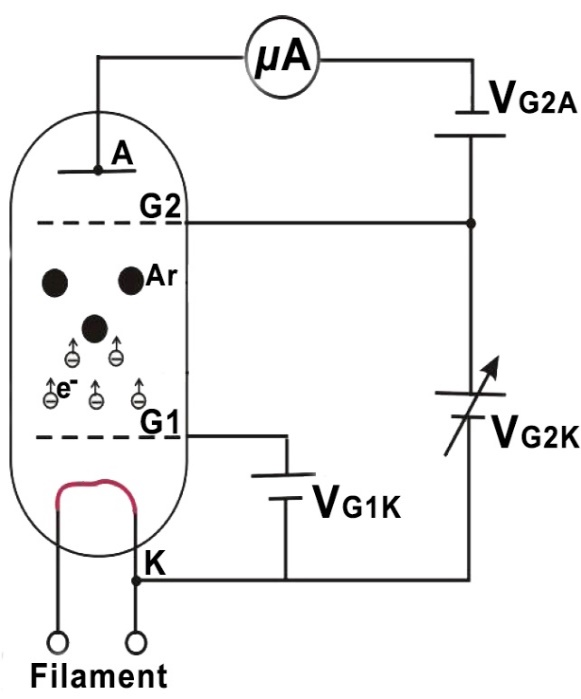 μA
VG2A
A
G2
Ar
e-
G1
VG2K
VG1K
K
Filament